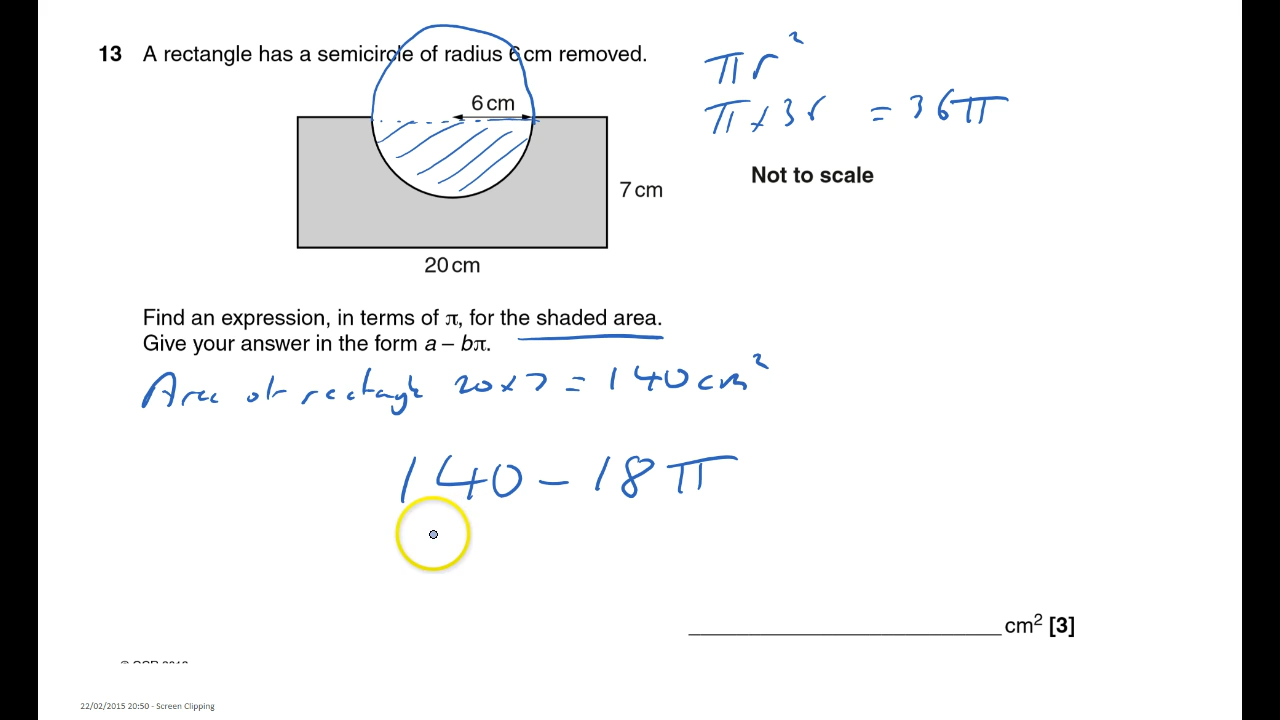 13 A rectangle has a semicircle of radius 6 cm removed.
πr²
6 cm
π × 36 = 36π
Not to scale
7 cm
20 cm
Find an expression, in terms of π, for the shaded area.
Give your answer in the form a – bπ.
Area of rectangle 20 × 7 = 140 cm²
140 – 18π
cm² [3]
22/02/2015 20:50 - Screen Clipping